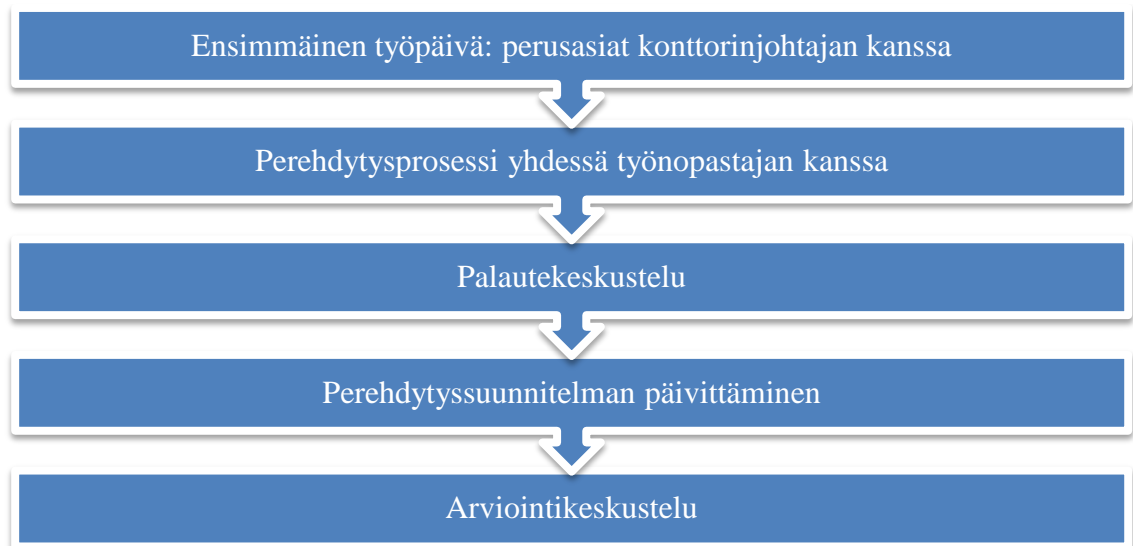 Ensimmäinen työpäivä: perusasiat konttorinjohtajan kanssa
Perehdytysprosessi yhdessä työnopastajan kanssa
Palautekeskustelu
Perehdytyssuunnitelman päivittäminen
Arviointikeskustelu